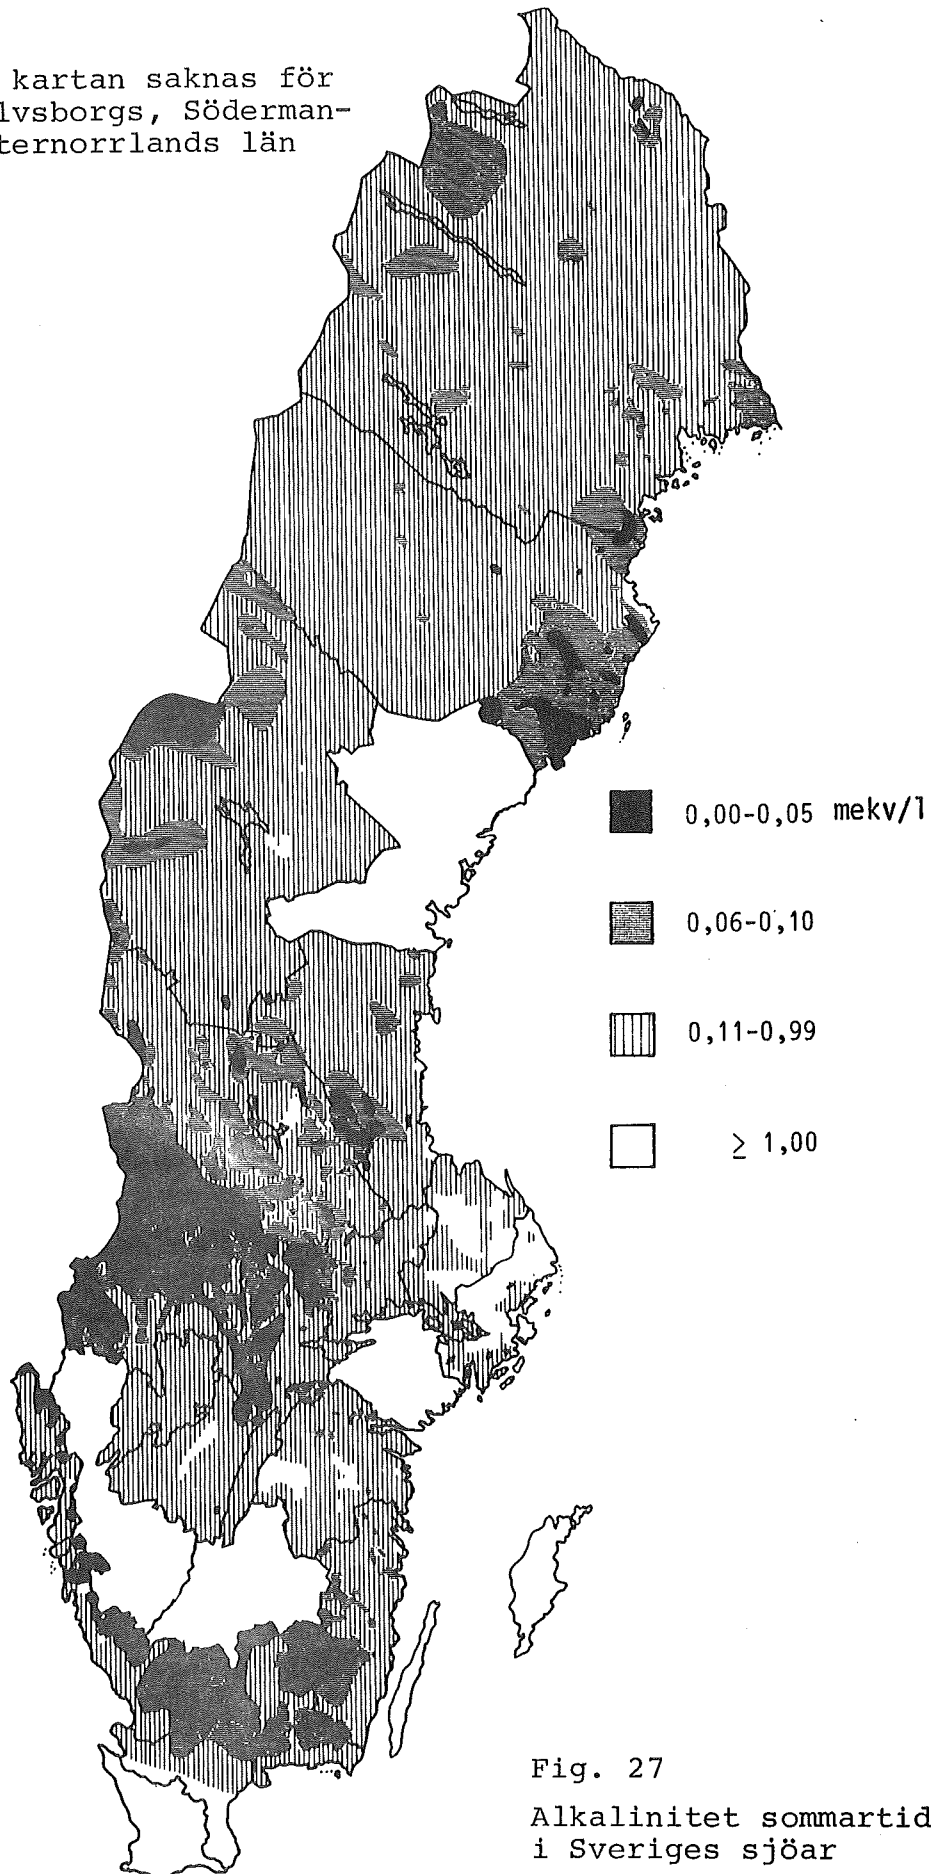 kartan saknas för
lvsborgs, Söderman-
ternorrlands län
0,00-0,05 mekv/l
0,06-0,10
0,11-0,99
≥ 1,00
Fig. 27
Alkalinitet sommartid
i Sveriges sjöar